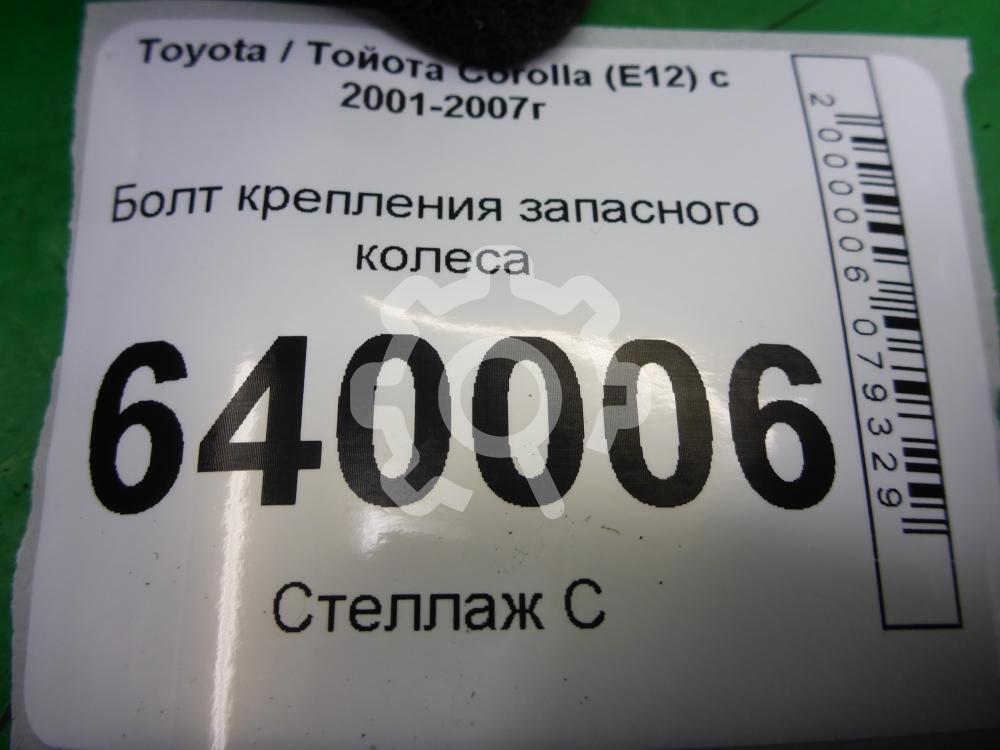 Toyota / Тойота Corolla (E12) с
2001-2007г
Болт крепления запасного
колеса
640006
Стеллаж С
2000006079329